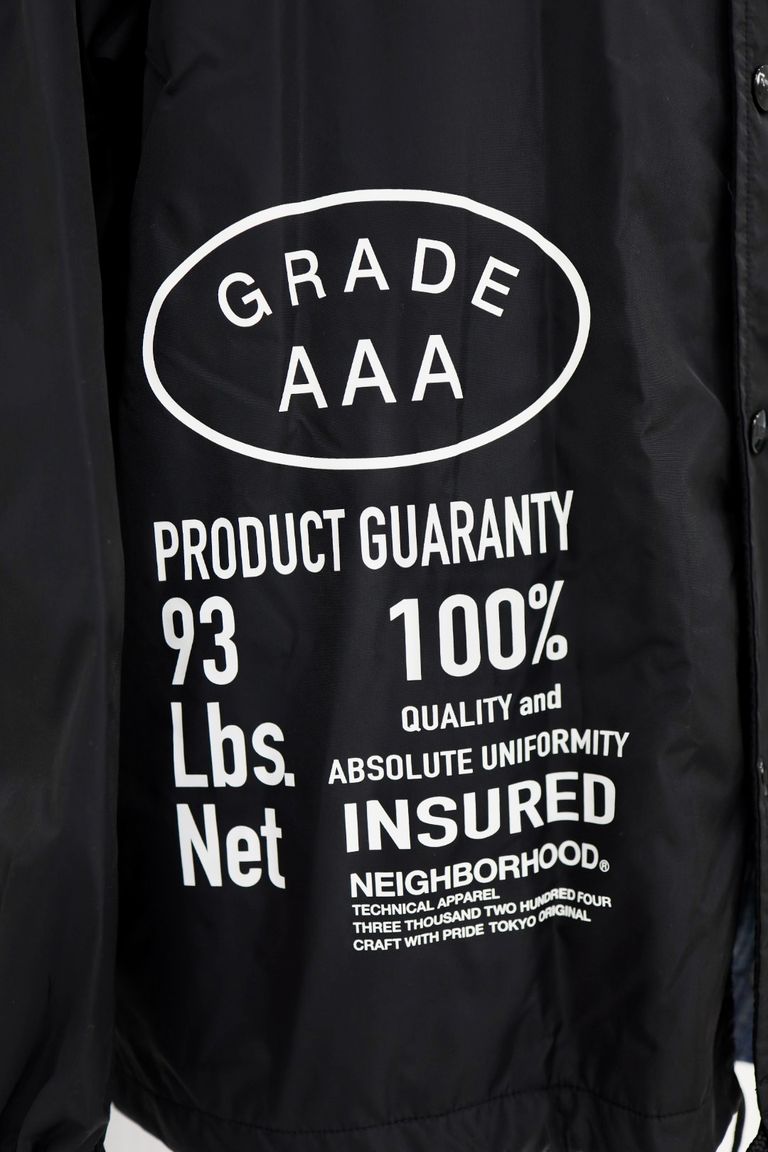 GRADE
AAA
PRODUCT GUARANTY
93
Lbs.
Net
100%
QUALITY and
ABSOLUTE UNIFORMITY
INSURED
NEIGHBORHOOD®
TECHNICAL APPAREL
THREE THOUSAND TWO HUNDRED FOUR
CRAFT WITH PRIDE TOKYO ORIGINAL